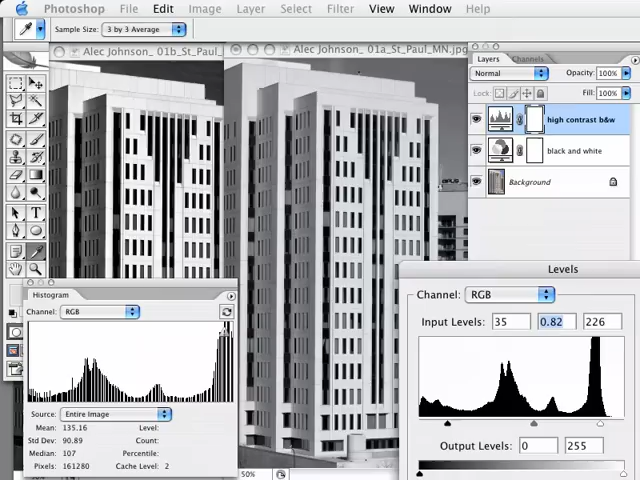 Photoshop File Edit Image Layer Select Filter View Window Help
Sample Size: 3 by 3 Average
Alec Johnson_ 01b_St_Paul_
Alec Johnson_ 01a_St_Paul_MN.jpg
Layers Channels
Normal Opacity: 100%
Lock: Fill: 100%
high contrast b&w
black and white
Background
Histogram
Channel: RGB
Source: Entire Image
Mean: 135.16 Level:
Std Dev: 90.89 Count:
Median: 107 Percentile:
Pixels: 161280 Cache Level: 2
50%
Levels
Channel: RGB
Input Levels: 35 0.82 226
Output Levels: 0 255